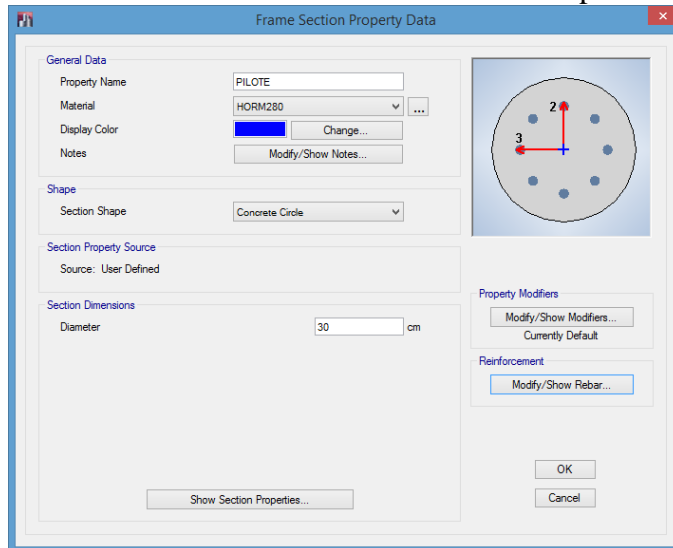 Frame Section Property Data
General Data
Property Name PILOTE
Material HORM280 ...
Display Color Change...
Notes Modify/Show Notes...
Shape
Section Shape Concrete Circle
Section Property Source
Source: User Defined
Section Dimensions
Diameter 30 cm
Show Section Properties...
2
3
Property Modifiers
Modify/Show Modifiers...
Currently Default
Reinforcement
Modify/Show Rebar...
OK
Cancel